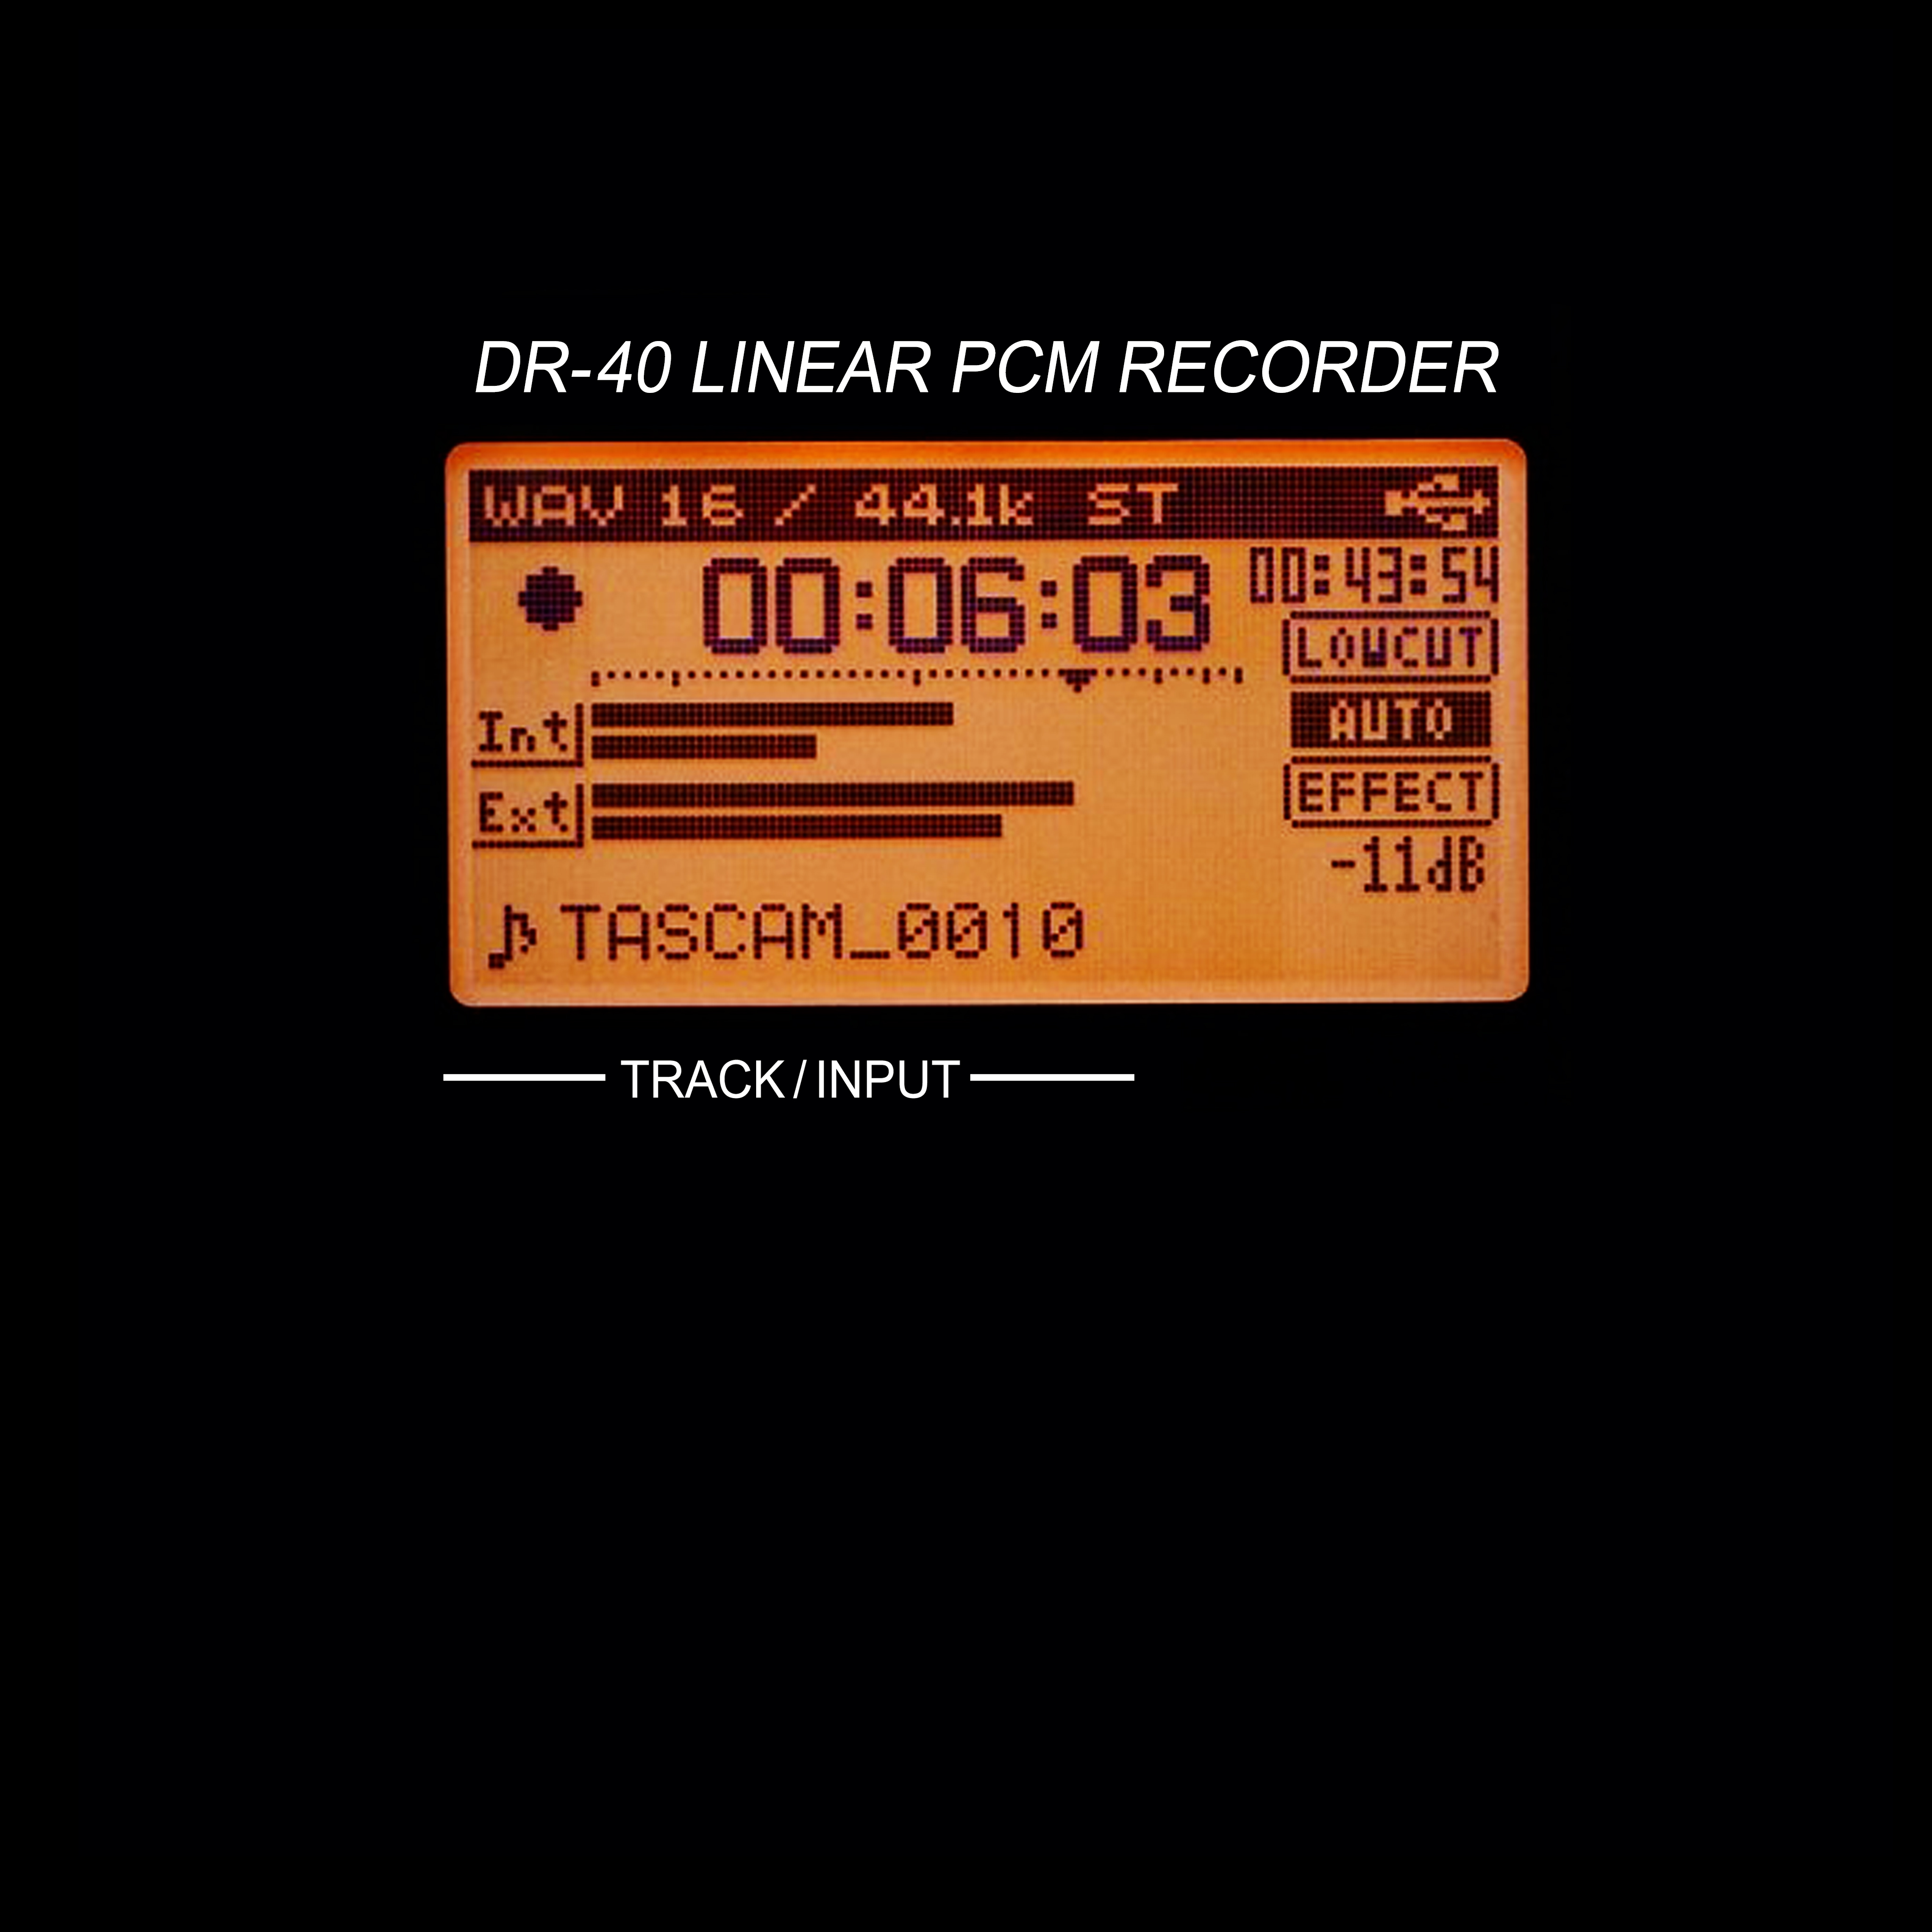 DR-40 LINEAR PCM RECORDER
WAV 16 / 44.1k ST
00:06:03
00:43:54
LOWCUT
AUTO
Int
EFFECT
Ext
-11dB
TASCAM_0010
TRACK / INPUT